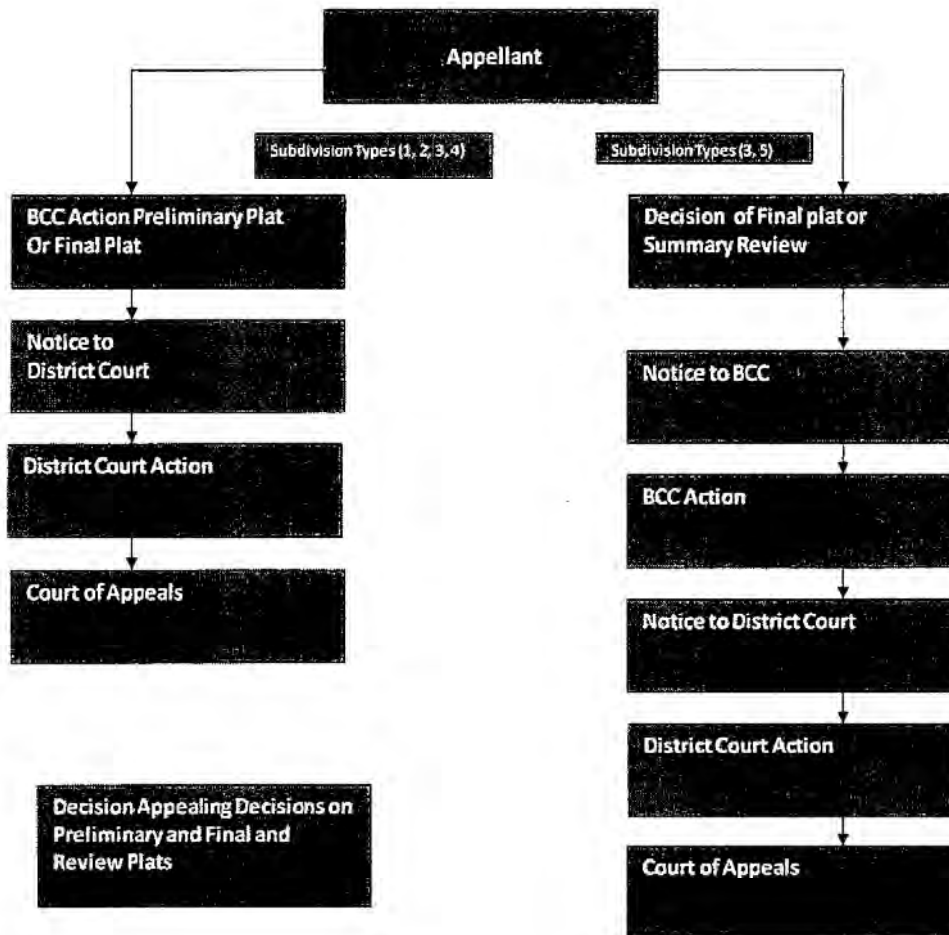 Appellant
Subdivision Types (1, 2, 3, 4)
Subdivision Types (3, 5)
BCC Action Preliminary Plat
Or Final Plat
Notice to
District Court
District Court Action
Court of Appeals
Decision of Final plat or
Summary Review
Notice to BCC
BCC Action
Notice to District Court
District Court Action
Court of Appeals
Decision Appealing Decisions on
Preliminary and Final and
Review Plats